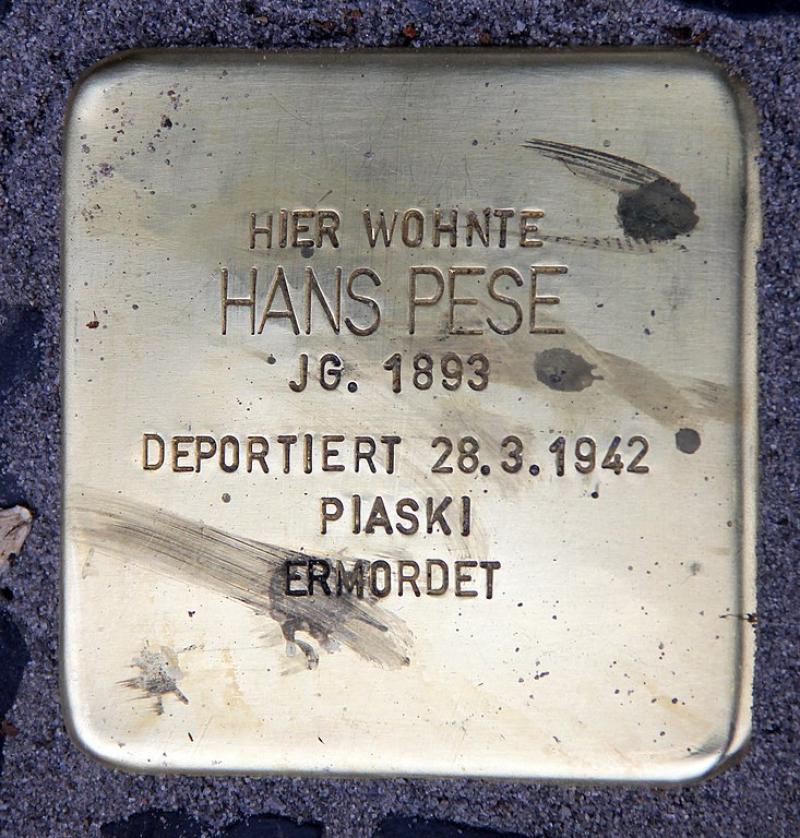 HIER WOHNTE
HANS PESE
JG. 1893
DEPORTIERT 28.3.1942
PIASKI
ERMORDET